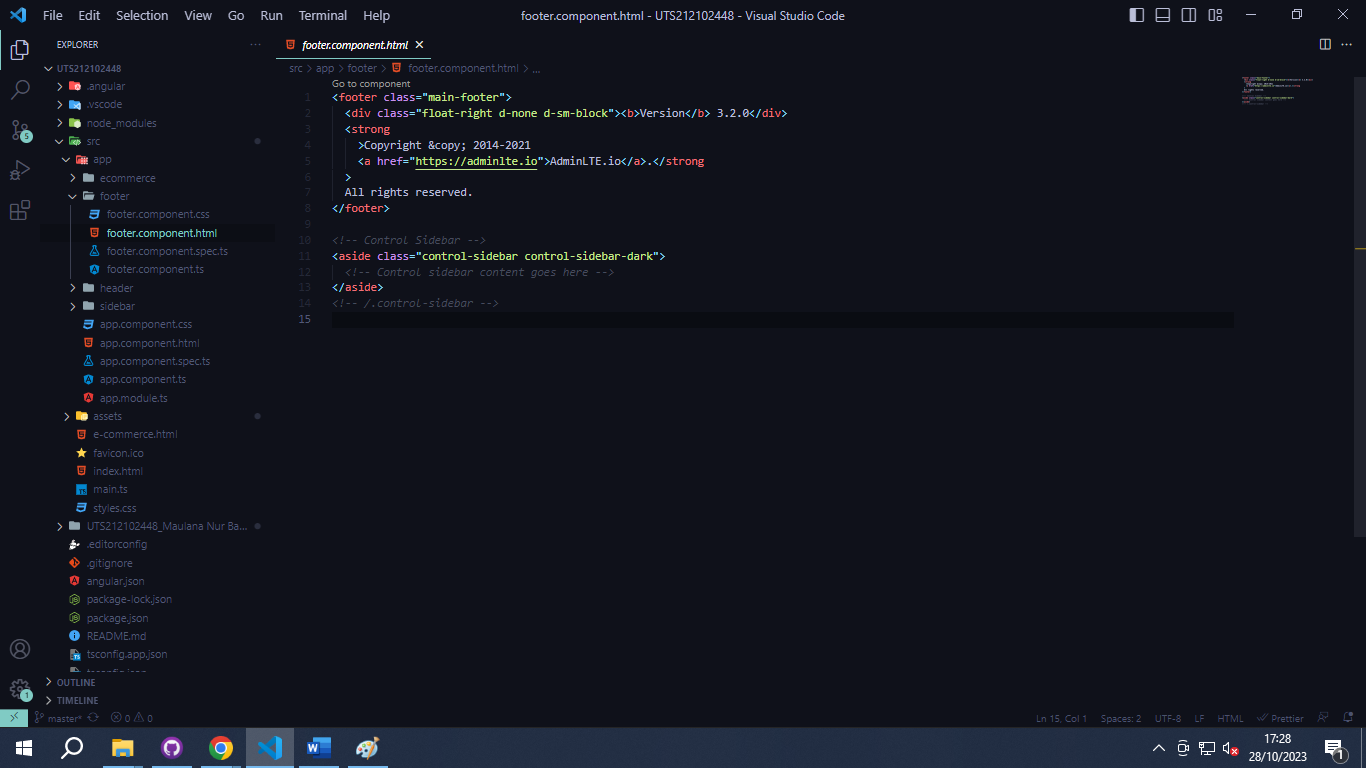 File Edit Selection View Go Run Terminal Help
footer.component.html - UTS212102448 - Visual Studio Code
EXPLORER
UTS212102448
.angular
.vscode
node_modules
src
app
ecommerce
footer
footer.component.css
footer.component.html
footer.component.spec.ts
footer.component.ts
header
sidebar
app.component.css
app.component.html
app.component.spec.ts
app.component.ts
app.module.ts
assets
e-commerce.html
favicon.ico
index.html
main.ts
styles.css
UTS212102448_Maulana Nur Ba...
.editorconfig
.gitignore
angular.json
package-lock.json
package.json
README.md
tsconfig.app.json
tsconfig.json
OUTLINE
TIMELINE
5
1
footer.component.html
src > app > footer > footer.component.html > ...
Go to component
1 <footer class="main-footer">
2 <div class="float-right d-none d-sm-block"><b>Version</b> 3.2.0</div>
3 <strong
4 >Copyright &copy; 2014-2021
5 <a href="https://adminlte.io">AdminLTE.io</a>.</strong
6 >
7 All rights reserved.
8 </footer>
9
10 <!-- Control Sidebar -->
11 <aside class="control-sidebar control-sidebar-dark">
12 <!-- Control sidebar content goes here -->
13 </aside>
14 <!-- /.control-sidebar -->
15
master* 0 0
Ln 15, Col 1 Spaces: 2 UTF-8 LF HTML Prettier
17:28
28/10/2023
1